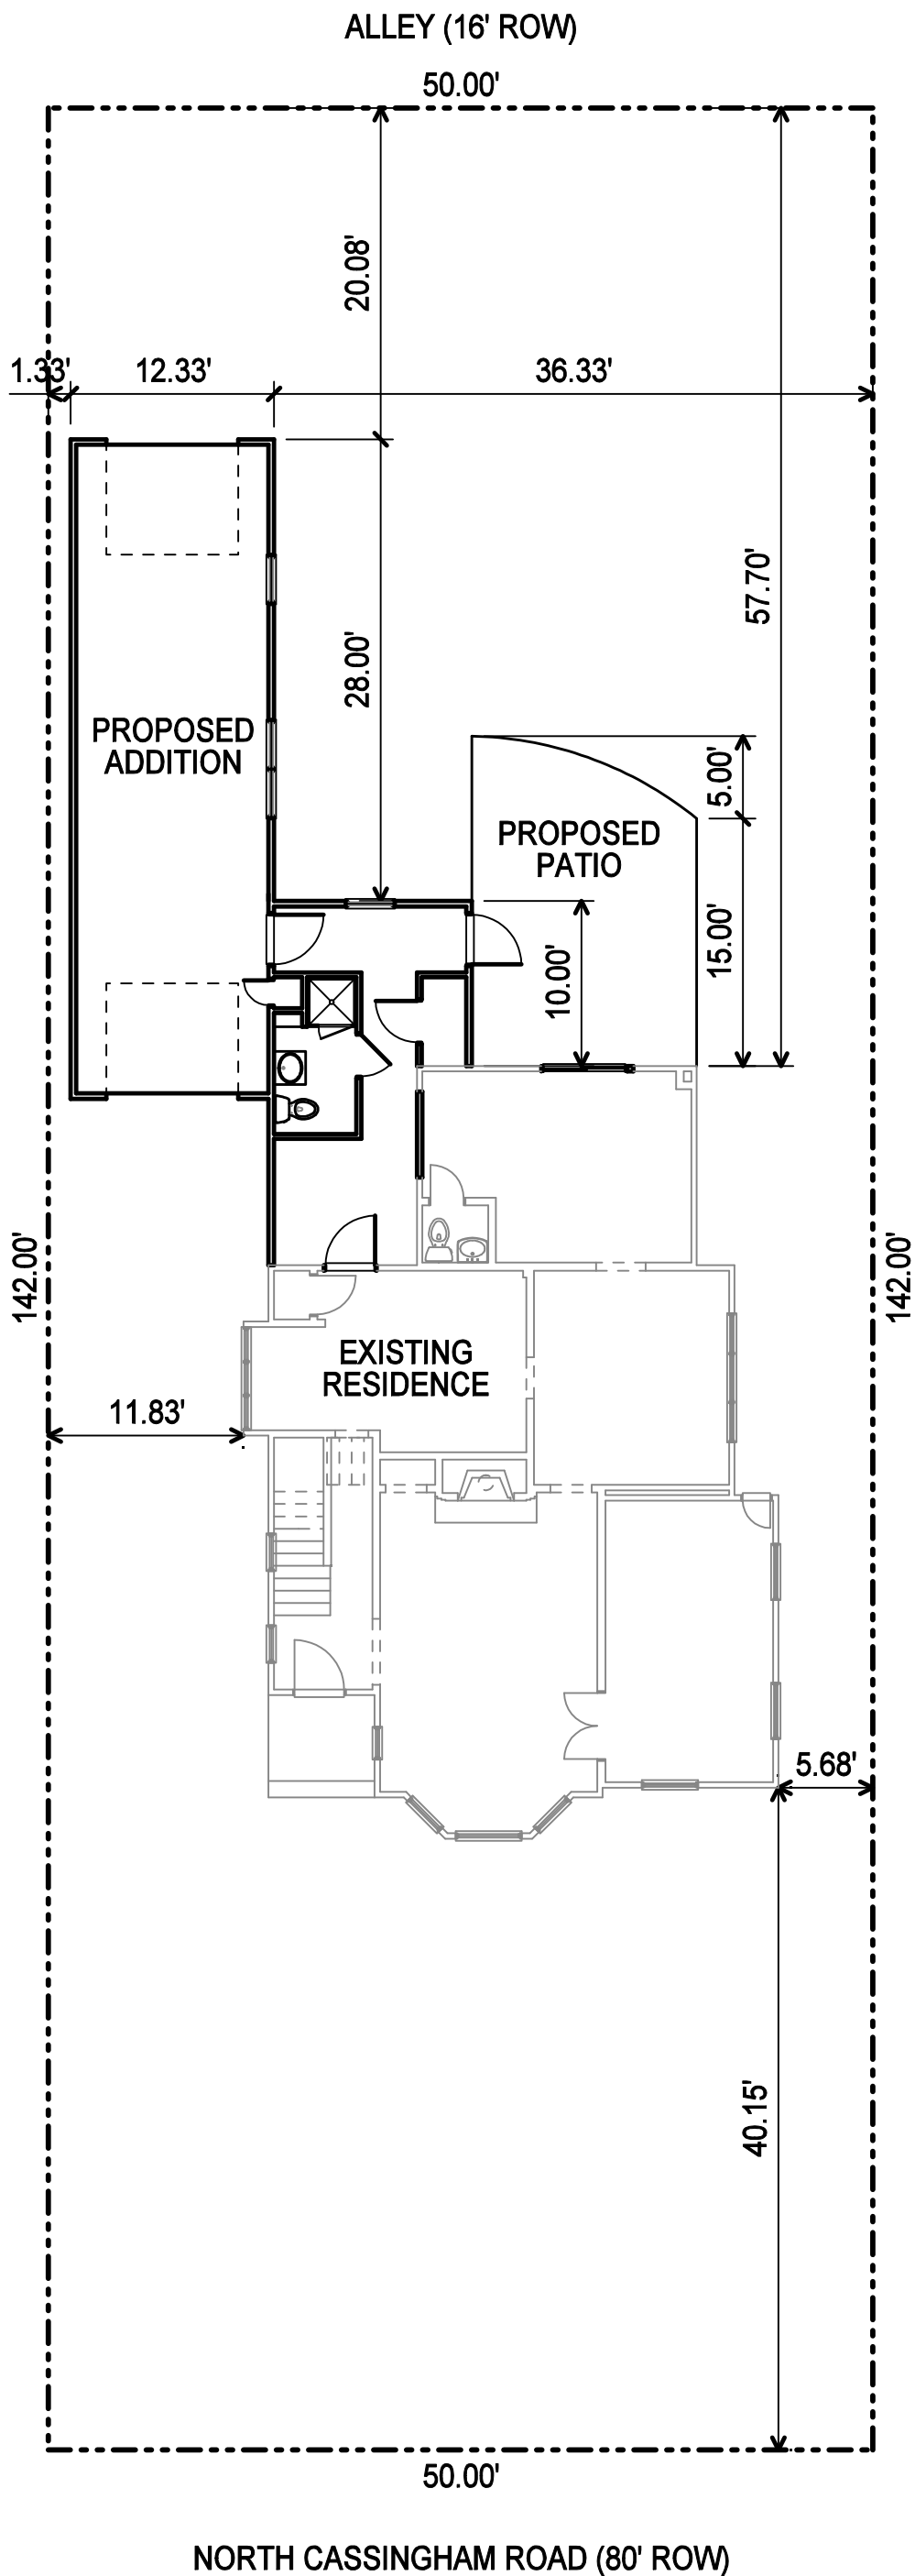 ALLEY (16' ROW)
50.00'
20.08'
1.33'
12.33'
36.33'
57.70'
28.00'
PROPOSED
ADDITION
5.00'
PROPOSED
PATIO
15.00'
10.00'
142.00'
142.00'
EXISTING
RESIDENCE
11.83'
5.68'
40.15'
50.00'
NORTH CASSINGHAM ROAD (80' ROW)